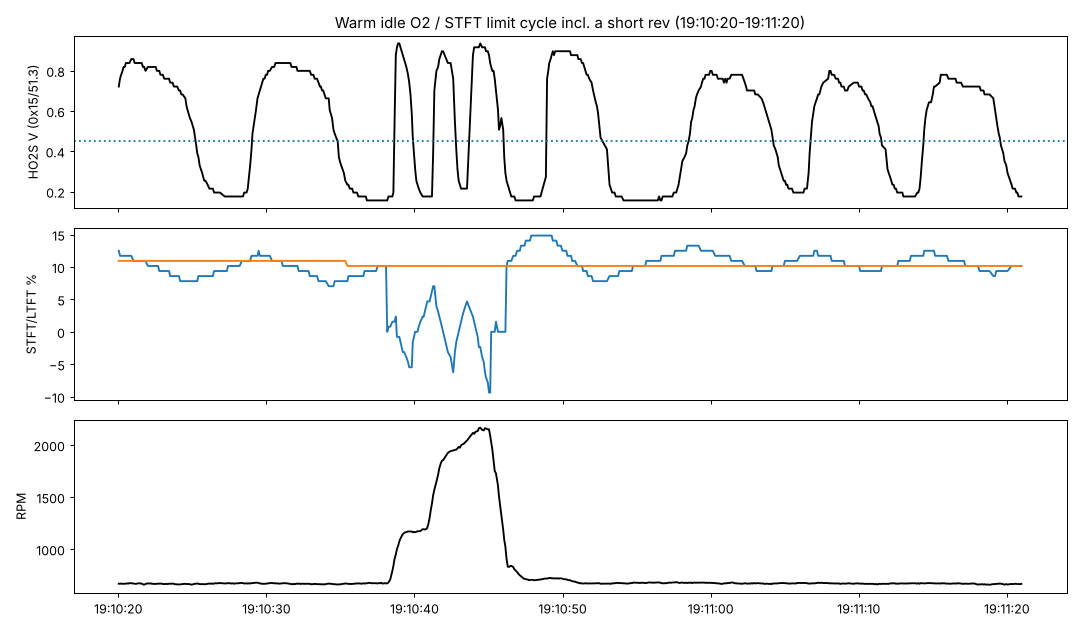 Warm idle O2 / STFT limit cycle incl. a short rev (19:10:20-19:11:20)
HO2S V (0x15/51.3)
0.8
0.6
0.4
0.2
STFT/LTFT %
15
10
5
0
−5
−10
RPM
2000
1500
1000
19:10:20 19:10:30 19:10:40 19:10:50 19:11:00 19:11:10 19:11:20